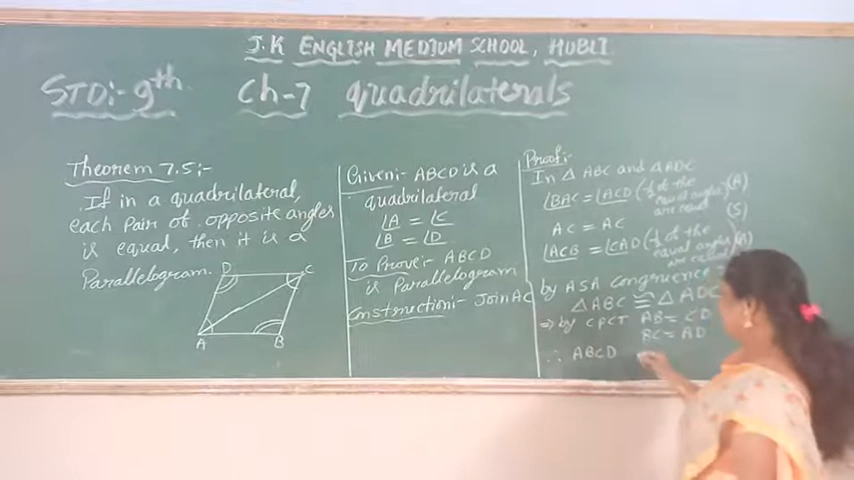 J.K ENGLISH MEDIUM SCHOOL, HUBLI
STD:- 9th Ch-7 quadrilaterals
Theorem 7.5:-
If in a quadrilateral,
each Pair of opposite angles
is equal, then it is a
Parallelogram.
D C
A B
Given:- ABCD is a
quadrilateral
∠A = ∠C
∠B = ∠D
To Prove:- ABCD
is Parallelogram
Construction:- Join AC
Proof:-
In △ ABC and △ADC
∠BAC = ∠ACD (½ of the
equal angles
are equal) (A)
AC = AC (S)
∠ACB = ∠CAD (½ of the
equal angles
are equal) (A)
by ASA congruence
△ABC ≅ △ADC
⇒ by CPCT AB = CD
BC = AD
∴ ABCD